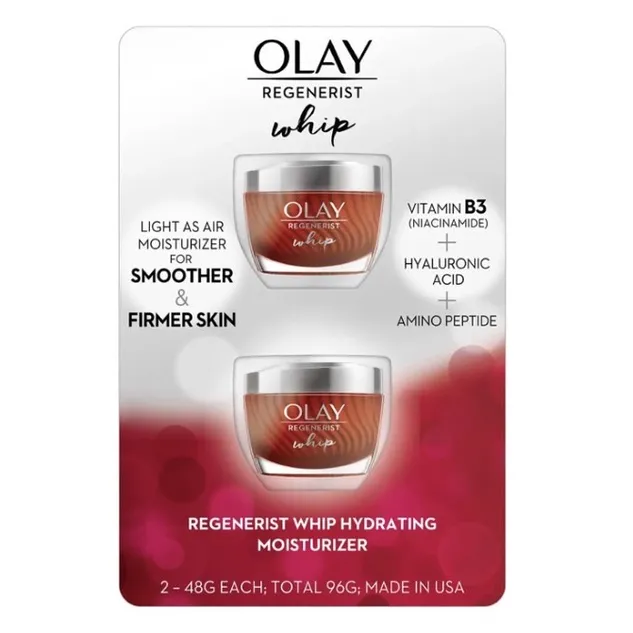 OLAY
REGENERIST
whip
OLAY
REGENERIST
whip
LIGHT AS AIR
MOISTURIZER
FOR
SMOOTHER
&
FIRMER SKIN
VITAMIN B3
(NIACINAMIDE)
+
HYALURONIC
ACID
+
AMINO PEPTIDE
OLAY
REGENERIST
whip
REGENERIST WHIP HYDRATING
MOISTURIZER
2 – 48G EACH; TOTAL 96G; MADE IN USA